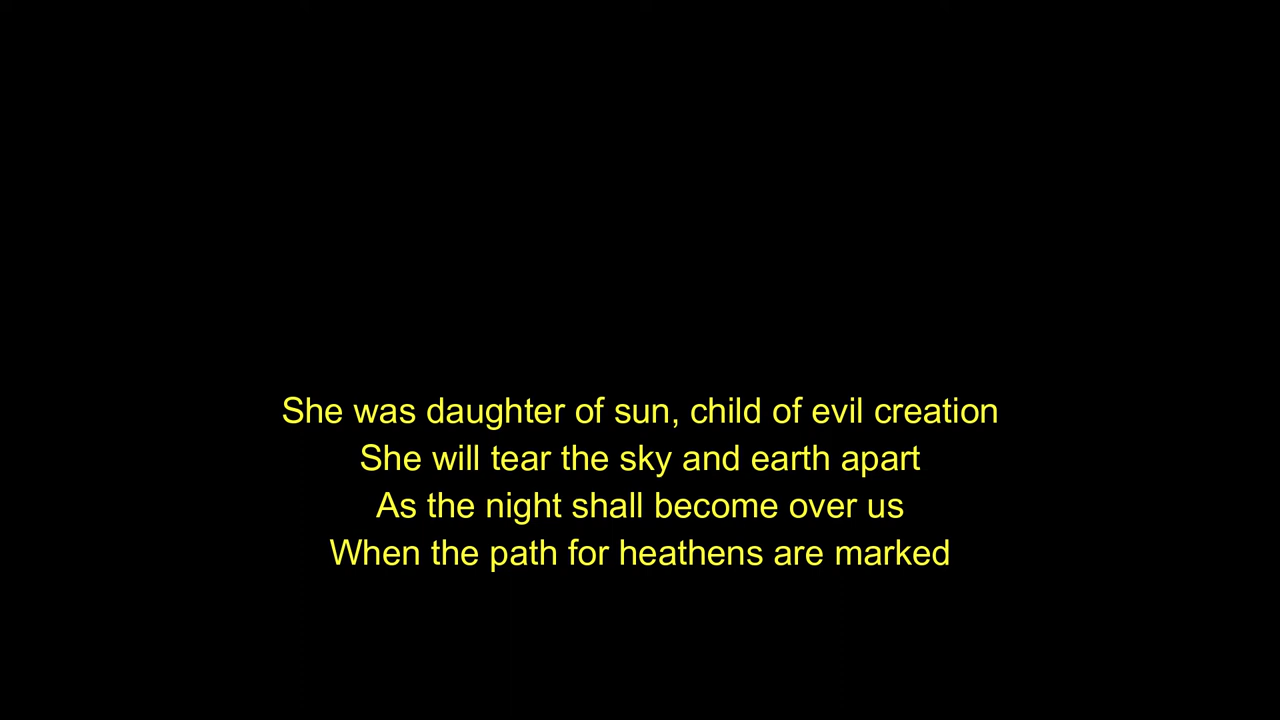 She was daughter of sun, child of evil creation
She will tear the sky and earth apart
As the night shall become over us
When the path for heathens are marked